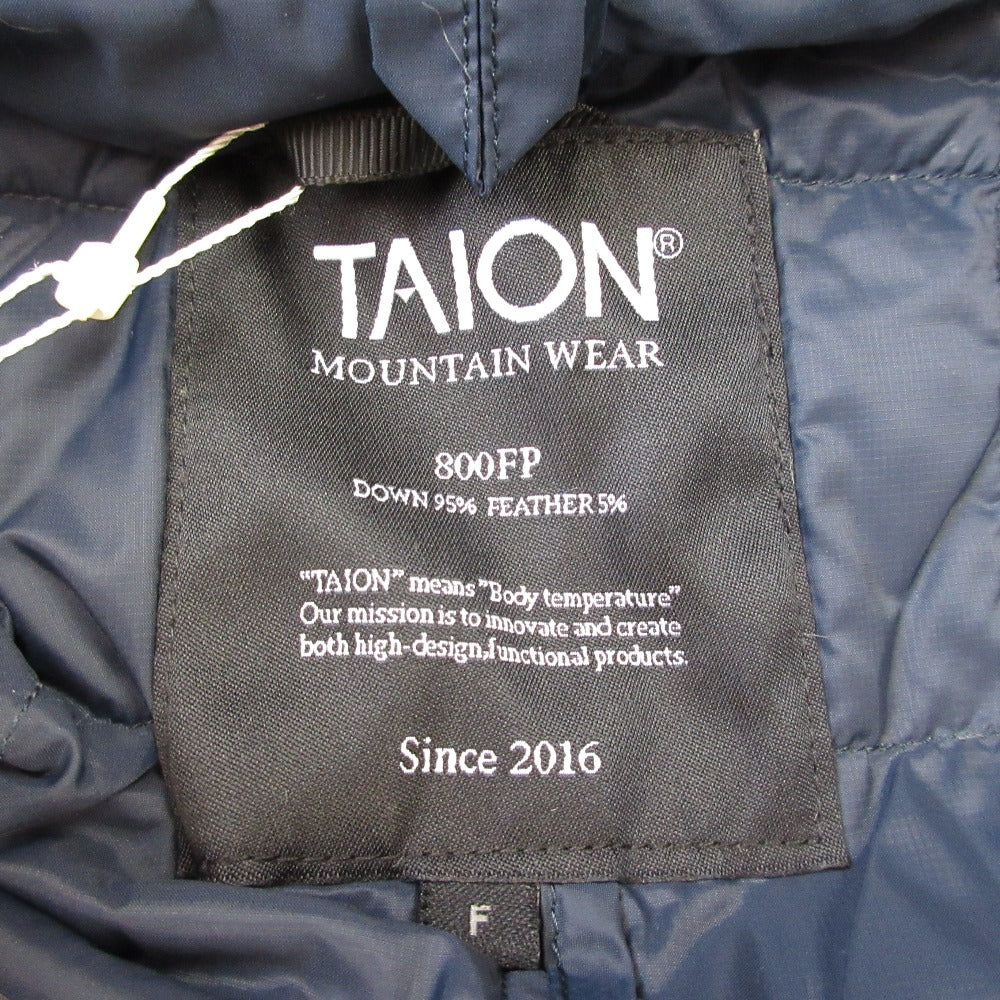 TAION®
MOUNTAIN WEAR
800FP
DOWN 95% FEATHER 5%
"TAION" means "Body temperature"
Our mission is to innovate and create
both high-design,functional products.
Since 2016
F